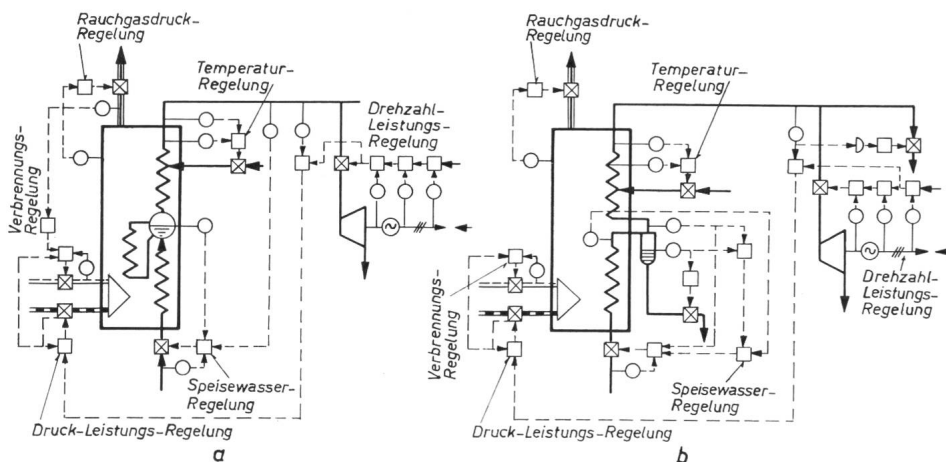 Rauchgasdruck-
Regelung
Temperatur-
Regelung
Drehzahl-
Leistungs-
Regelung
Verbrennungs-
Regelung
Speisewasser-
Regelung
Druck-Leistungs-Regelung
a
Rauchgasdruck-
Regelung
Temperatur-
Regelung
Verbrennungs-
Regelung
Drehzahl-
Leistungs-
Regelung
Speisewasser-
Regelung
Druck-Leistungs-Regelung
b